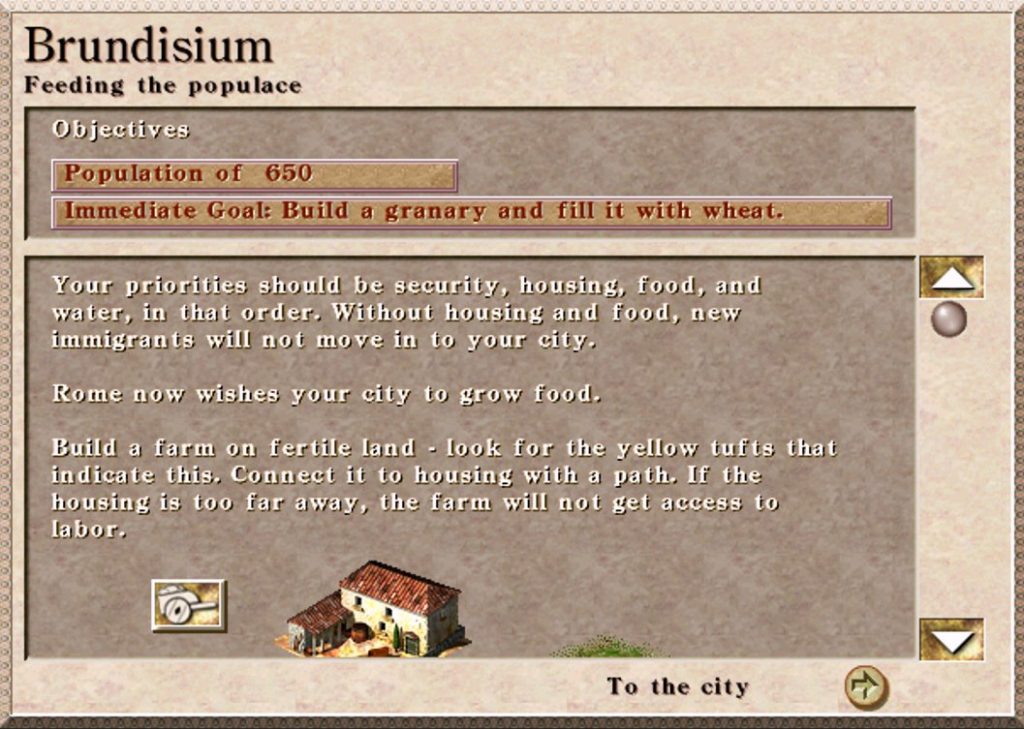 Brundisium
Feeding the populace
Objectives
Population of 650
Immediate Goal: Build a granary and fill it with wheat.
Your priorities should be security, housing, food, and
water, in that order. Without housing and food, new
immigrants will not move in to your city.
Rome now wishes your city to grow food.
Build a farm on fertile land - look for the yellow tufts that
indicate this. Connect it to housing with a path. If the
housing is too far away, the farm will not get access to
labor.
To the city